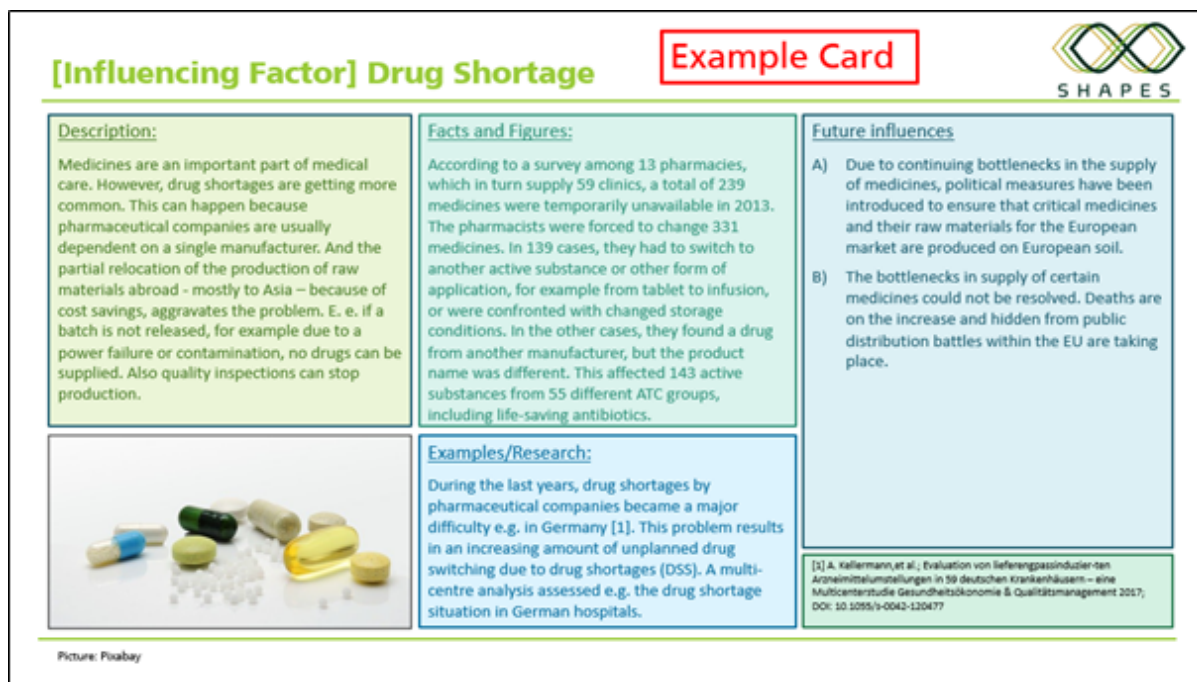 [Influencing Factor] Drug Shortage
Example Card
SHAPES
Description:
Medicines are an important part of medical
care. However, drug shortages are getting more
common. This can happen because
pharmaceutical companies are usually
dependent on a single manufacturer. And the
partial relocation of the production of raw
materials abroad - mostly to Asia – because of
cost savings, aggravates the problem. E. e. if a
batch is not released, for example due to a
power failure or contamination, no drugs can be
supplied. Also quality inspections can stop
production.
Facts and Figures:
According to a survey among 13 pharmacies,
which in turn supply 59 clinics, a total of 239
medicines were temporarily unavailable in 2013.
The pharmacists were forced to change 331
medicines. In 139 cases, they had to switch to
another active substance or other form of
application, for example from tablet to infusion,
or were confronted with changed storage
conditions. In the other cases, they found a drug
from another manufacturer, but the product
name was different. This affected 143 active
substances from 55 different ATC groups,
including life-saving antibiotics.
Examples/Research:
During the last years, drug shortages by
pharmaceutical companies became a major
difficulty e.g. in Germany [1]. This problem results
in an increasing amount of unplanned drug
switching due to drug shortages (DSS). A multi-
centre analysis assessed e.g. the drug shortage
situation in German hospitals.
Future influences
A) Due to continuing bottlenecks in the supply
of medicines, political measures have been
introduced to ensure that critical medicines
and their raw materials for the European
market are produced on European soil.
B) The bottlenecks in supply of certain
medicines could not be resolved. Deaths are
on the increase and hidden from public
distribution battles within the EU are taking
place.
[1] A. Kellermann,et al.; Evaluation von lieferengpassinduzier-ten
Arzneimittelumstellungen in 59 deutschen Krankenhäusern – eine
Multicenterstudie Gesundheitsökonomie & Qualitätsmanagement 2017;
DOI: 10.1055/s-0042-120477
Picture: Pixabay